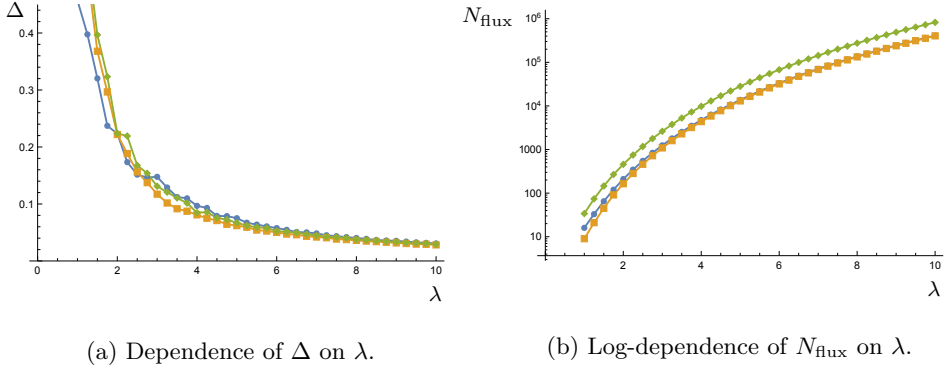 Δ
0.4
0.3
0.2
0.1
0 2 4 6 8 10
λ
(a) Dependence of Δ on λ.
N_flux
10^6
10^5
10^4
1000
100
10
2 4 6 8 10
λ
(b) Log-dependence of N_flux on λ.